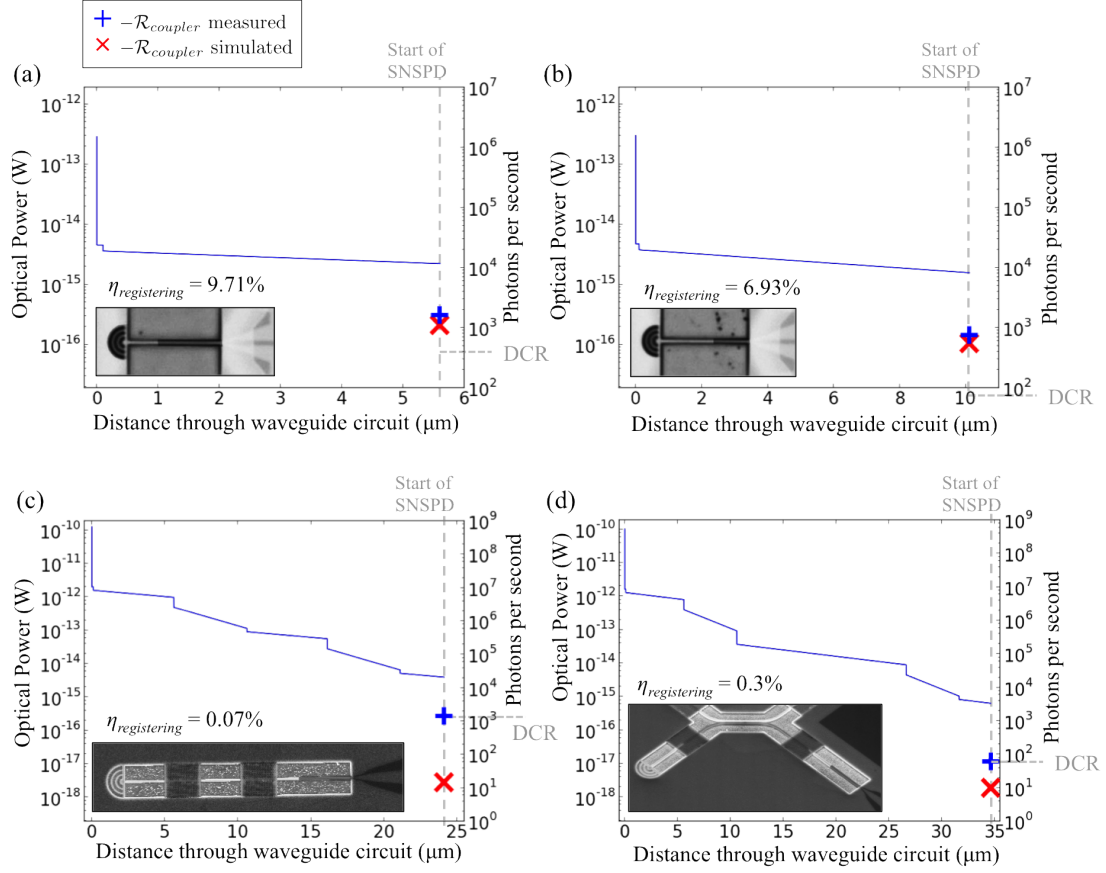 −ℛcoupler measured
−ℛcoupler simulated
(a)
Start of
SNSPD
10⁻¹²
10⁻¹³
10⁻¹⁴
10⁻¹⁵
10⁻¹⁶
Optical Power (W)
10⁷
10⁶
10⁵
10⁴
10³
10²
Photons per second
ηregistering = 9.71%
DCR
0 1 2 3 4 5 6
Distance through waveguide circuit (μm)
(b)
Start of
SNSPD
10⁻¹²
10⁻¹³
10⁻¹⁴
10⁻¹⁵
10⁻¹⁶
Optical Power (W)
10⁷
10⁶
10⁵
10⁴
10³
10²
Photons per second
ηregistering = 6.93%
DCR
0 2 4 6 8 10
Distance through waveguide circuit (μm)
(c)
Start of
SNSPD
10⁻¹⁰
10⁻¹¹
10⁻¹²
10⁻¹³
10⁻¹⁴
10⁻¹⁵
10⁻¹⁶
10⁻¹⁷
10⁻¹⁸
Optical Power (W)
10⁹
10⁸
10⁷
10⁶
10⁵
10⁴
10³
10²
10¹
10⁰
Photons per second
ηregistering = 0.07%
DCR
0 5 10 15 20 25
Distance through waveguide circuit (μm)
(d)
Start of
SNSPD
10⁻¹⁰
10⁻¹¹
10⁻¹²
10⁻¹³
10⁻¹⁴
10⁻¹⁵
10⁻¹⁶
10⁻¹⁷
10⁻¹⁸
Optical Power (W)
10⁹
10⁸
10⁷
10⁶
10⁵
10⁴
10³
10²
10¹
10⁰
Photons per second
ηregistering = 0.3%
DCR
0 5 10 15 20 25 30 35
Distance through waveguide circuit (μm)